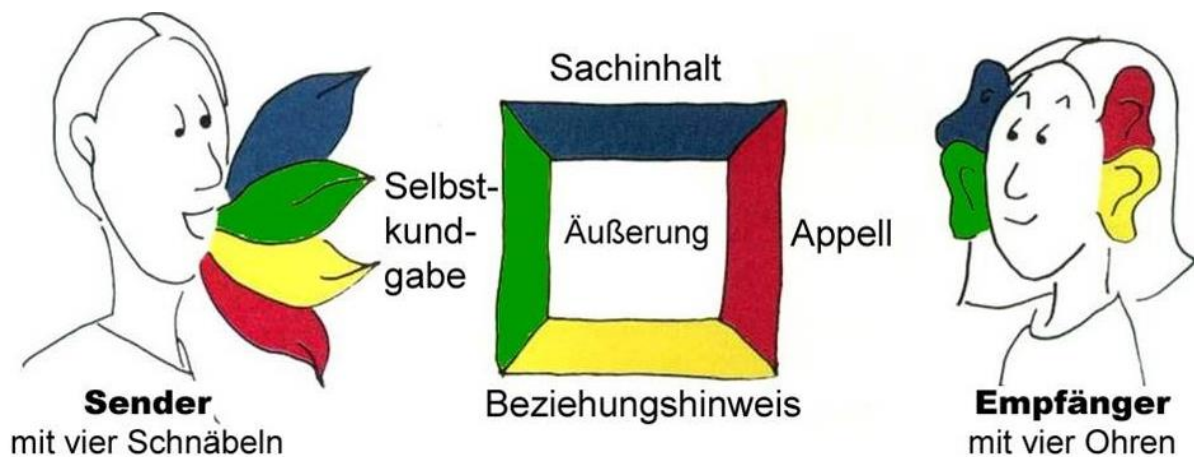 Sachinhalt
Selbst-
kund-
gabe
Äußerung
Appell
Beziehungshinweis
Sender
mit vier Schnäbeln
Empfänger
mit vier Ohren